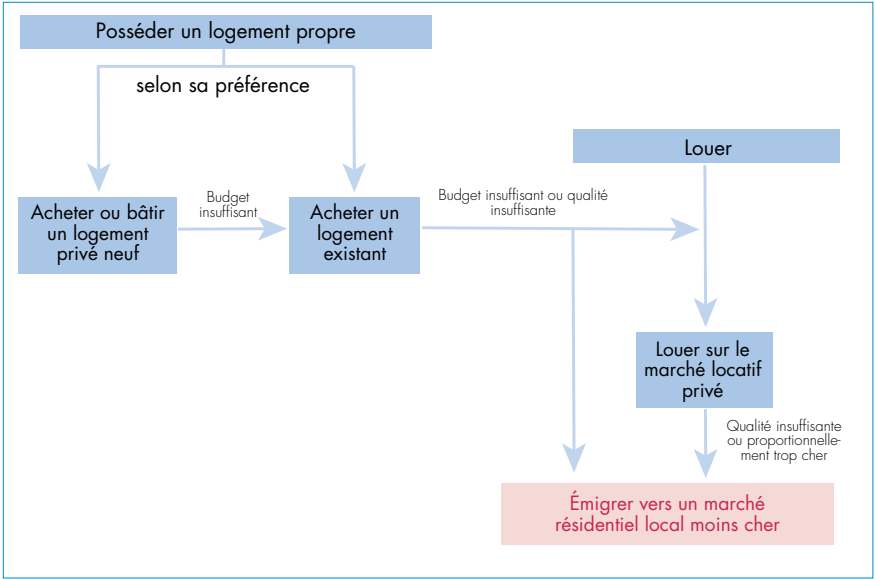 Posséder un logement propre
selon sa préférence
Louer
Acheter ou bâtir
un logement
privé neuf
Budget
insuffisant
Acheter un
logement
existant
Budget insuffisant ou qualité
insuffisante
Louer sur le
marché locatif
privé
Qualité insuffisante
ou proportionnelle-
ment trop cher
Émigrer vers un marché
résidentiel local moins cher